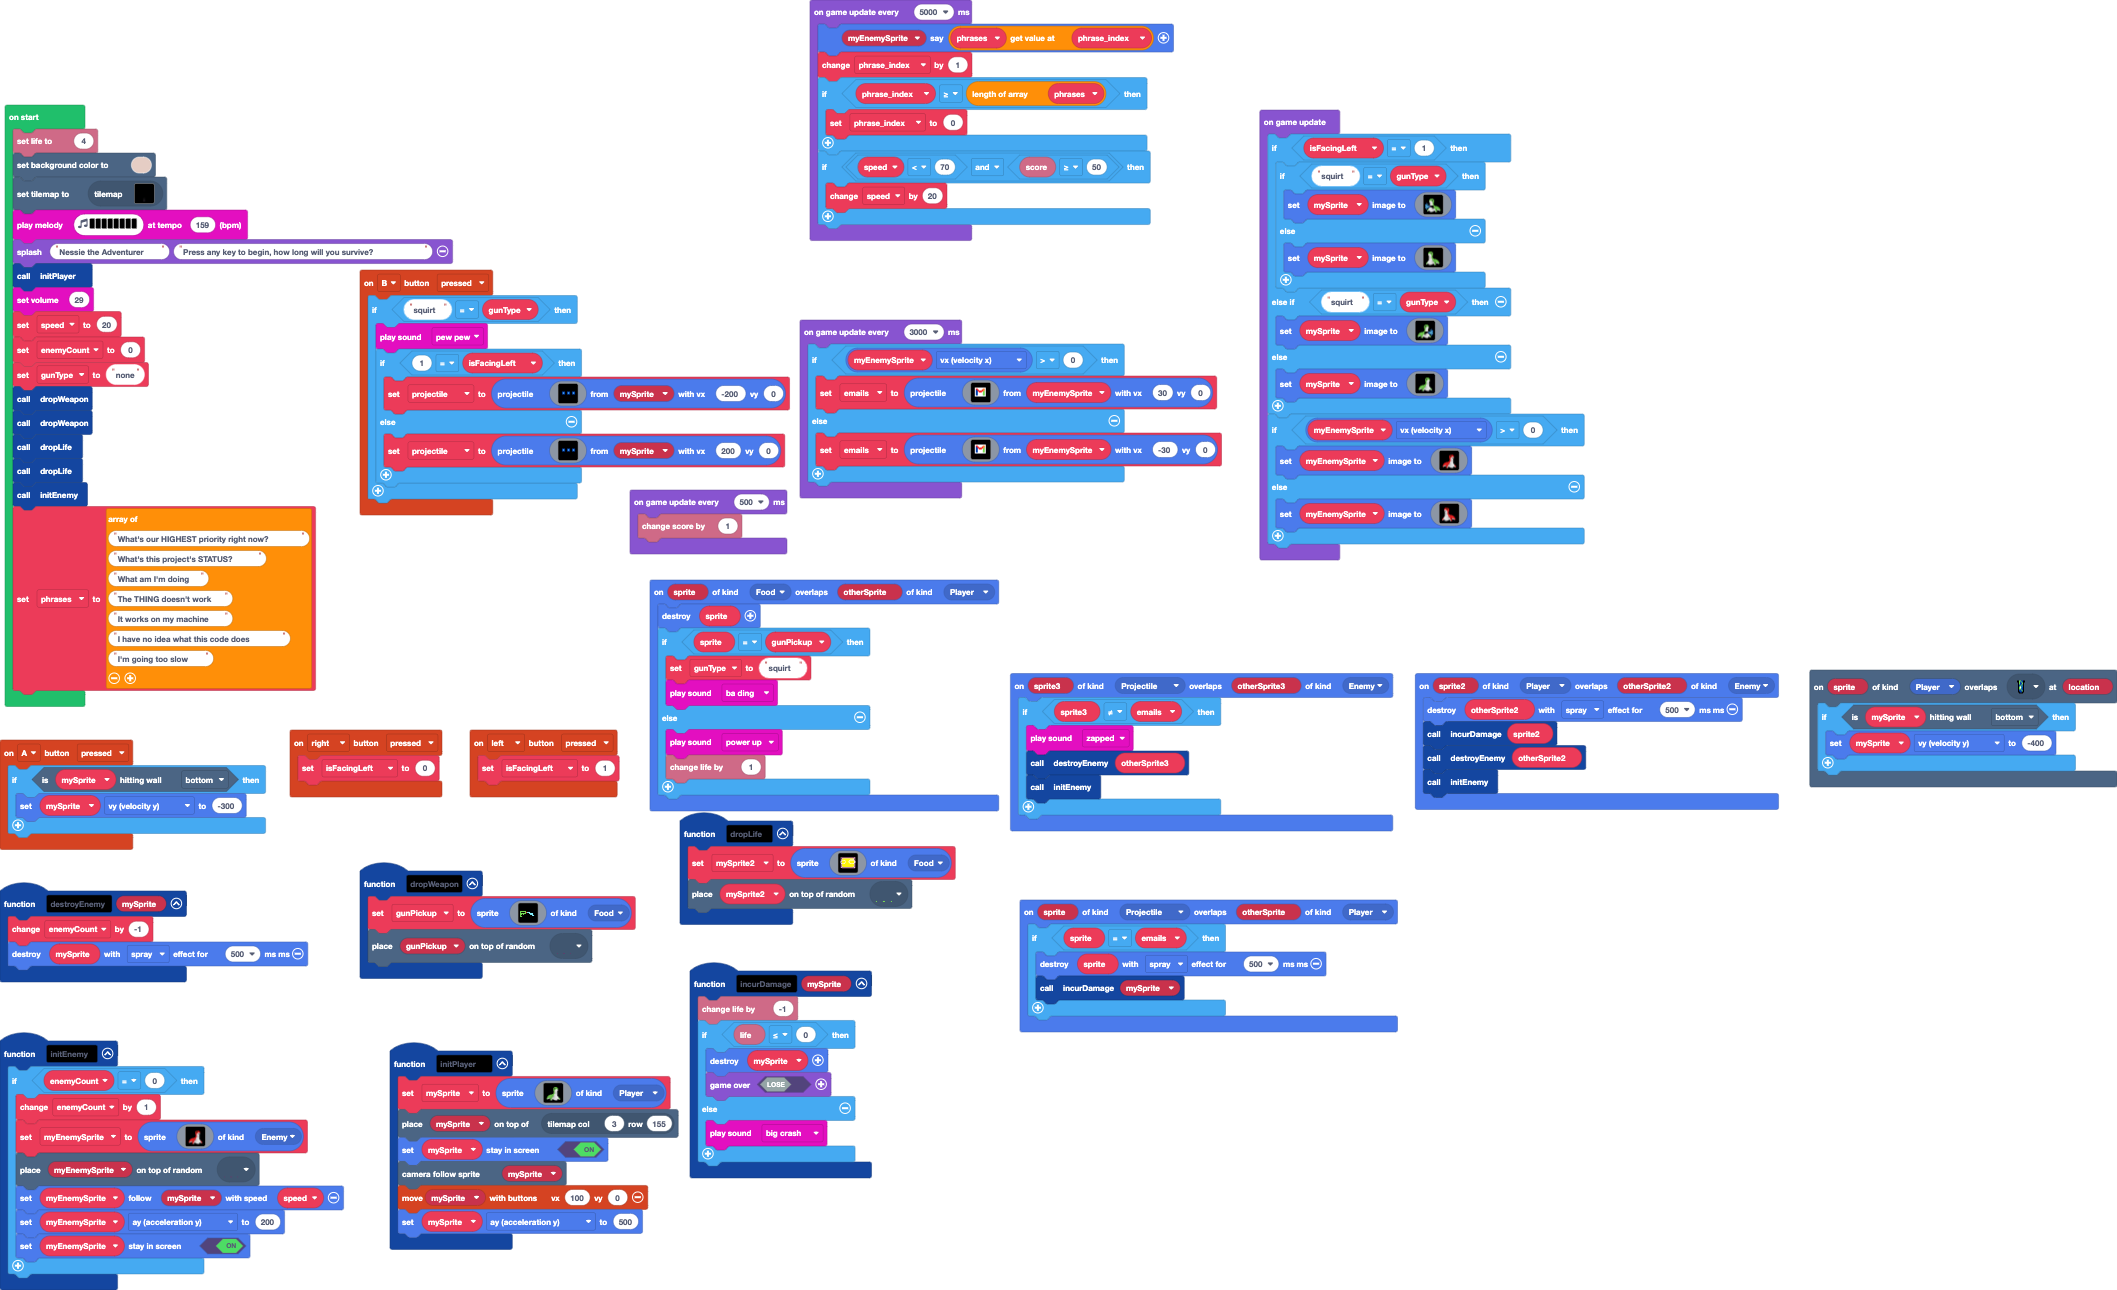 on start
set life to 4
set background color to
set tilemap to tilemap
play melody at tempo 159 (bpm)
splash "Nessie the Adventurer" "Press any key to begin, how long will you survive?"
call initPlayer
set volume 29
set speed to 20
set enemyCount to 0
set gunType to "none"
call dropWeapon
call dropWeapon
call dropLife
call dropLife
call initEnemy
set phrases to array of
"What's our HIGHEST priority right now?"
"What's this project's STATUS?"
"What am I'm doing"
"The THING doesn't work"
"It works on my machine"
"I have no idea what this code does"
"I'm going too slow"
on game update every 5000 ms
myEnemySprite say phrases get value at phrase_index
change phrase_index by 1
if phrase_index ≥ length of array phrases then
set phrase_index to 0
if speed < 70 and score ≥ 50 then
change speed by 20
on B button pressed
if "squirt" = gunType then
play sound pew pew
if 1 = isFacingLeft then
set projectile to projectile from mySprite with vx -200 vy 0
else
set projectile to projectile from mySprite with vx 200 vy 0
on game update every 3000 ms
if myEnemySprite vx (velocity x) > 0 then
set emails to projectile from myEnemySprite with vx 30 vy 0
else
set emails to projectile from myEnemySprite with vx -30 vy 0
on game update every 500 ms
change score by 1
on game update
if isFacingLeft = 1 then
if "squirt" = gunType then
set mySprite image to
else
set mySprite image to
else if "squirt" = gunType then
set mySprite image to
else
set mySprite image to
if myEnemySprite vx (velocity x) > 0 then
set myEnemySprite image to
else
set myEnemySprite image to
on sprite of kind Food overlaps otherSprite of kind Player
destroy sprite
if sprite = gunPickup then
set gunType to "squirt"
play sound ba ding
else
play sound power up
change life by 1
on sprite3 of kind Projectile overlaps otherSprite3 of kind Enemy
if sprite3 ≠ emails then
play sound zapped
call destroyEnemy otherSprite3
call initEnemy
on sprite2 of kind Player overlaps otherSprite2 of kind Enemy
destroy otherSprite2 with spray effect for 500 ms ms
call incurDamage sprite2
call destroyEnemy otherSprite2
call initEnemy
on sprite of kind Player overlaps at location
if is mySprite hitting wall bottom then
set mySprite vy (velocity y) to -400
on A button pressed
if is mySprite hitting wall bottom then
set mySprite vy (velocity y) to -300
on right button pressed
set isFacingLeft to 0
on left button pressed
set isFacingLeft to 1
function dropLife
set mySprite2 to sprite of kind Food
place mySprite2 on top of random
function destroyEnemy mySprite
change enemyCount by -1
destroy mySprite with spray effect for 500 ms ms
function dropWeapon
set gunPickup to sprite of kind Food
place gunPickup on top of random
on sprite of kind Projectile overlaps otherSprite of kind Player
if sprite = emails then
destroy sprite with spray effect for 500 ms ms
call incurDamage mySprite
function incurDamage mySprite
change life by -1
if life ≤ 0 then
destroy mySprite
game over LOSE
else
play sound big crash
function initEnemy
if enemyCount = 0 then
change enemyCount by 1
set myEnemySprite to sprite of kind Enemy
place myEnemySprite on top of random
set myEnemySprite follow mySprite with speed speed
set myEnemySprite ay (acceleration y) to 200
set myEnemySprite stay in screen ON
function initPlayer
set mySprite to sprite of kind Player
place mySprite on top of tilemap col 3 row 155
set mySprite stay in screen ON
camera follow sprite mySprite
move mySprite with buttons vx 100 vy 0
set mySprite ay (acceleration y) to 500